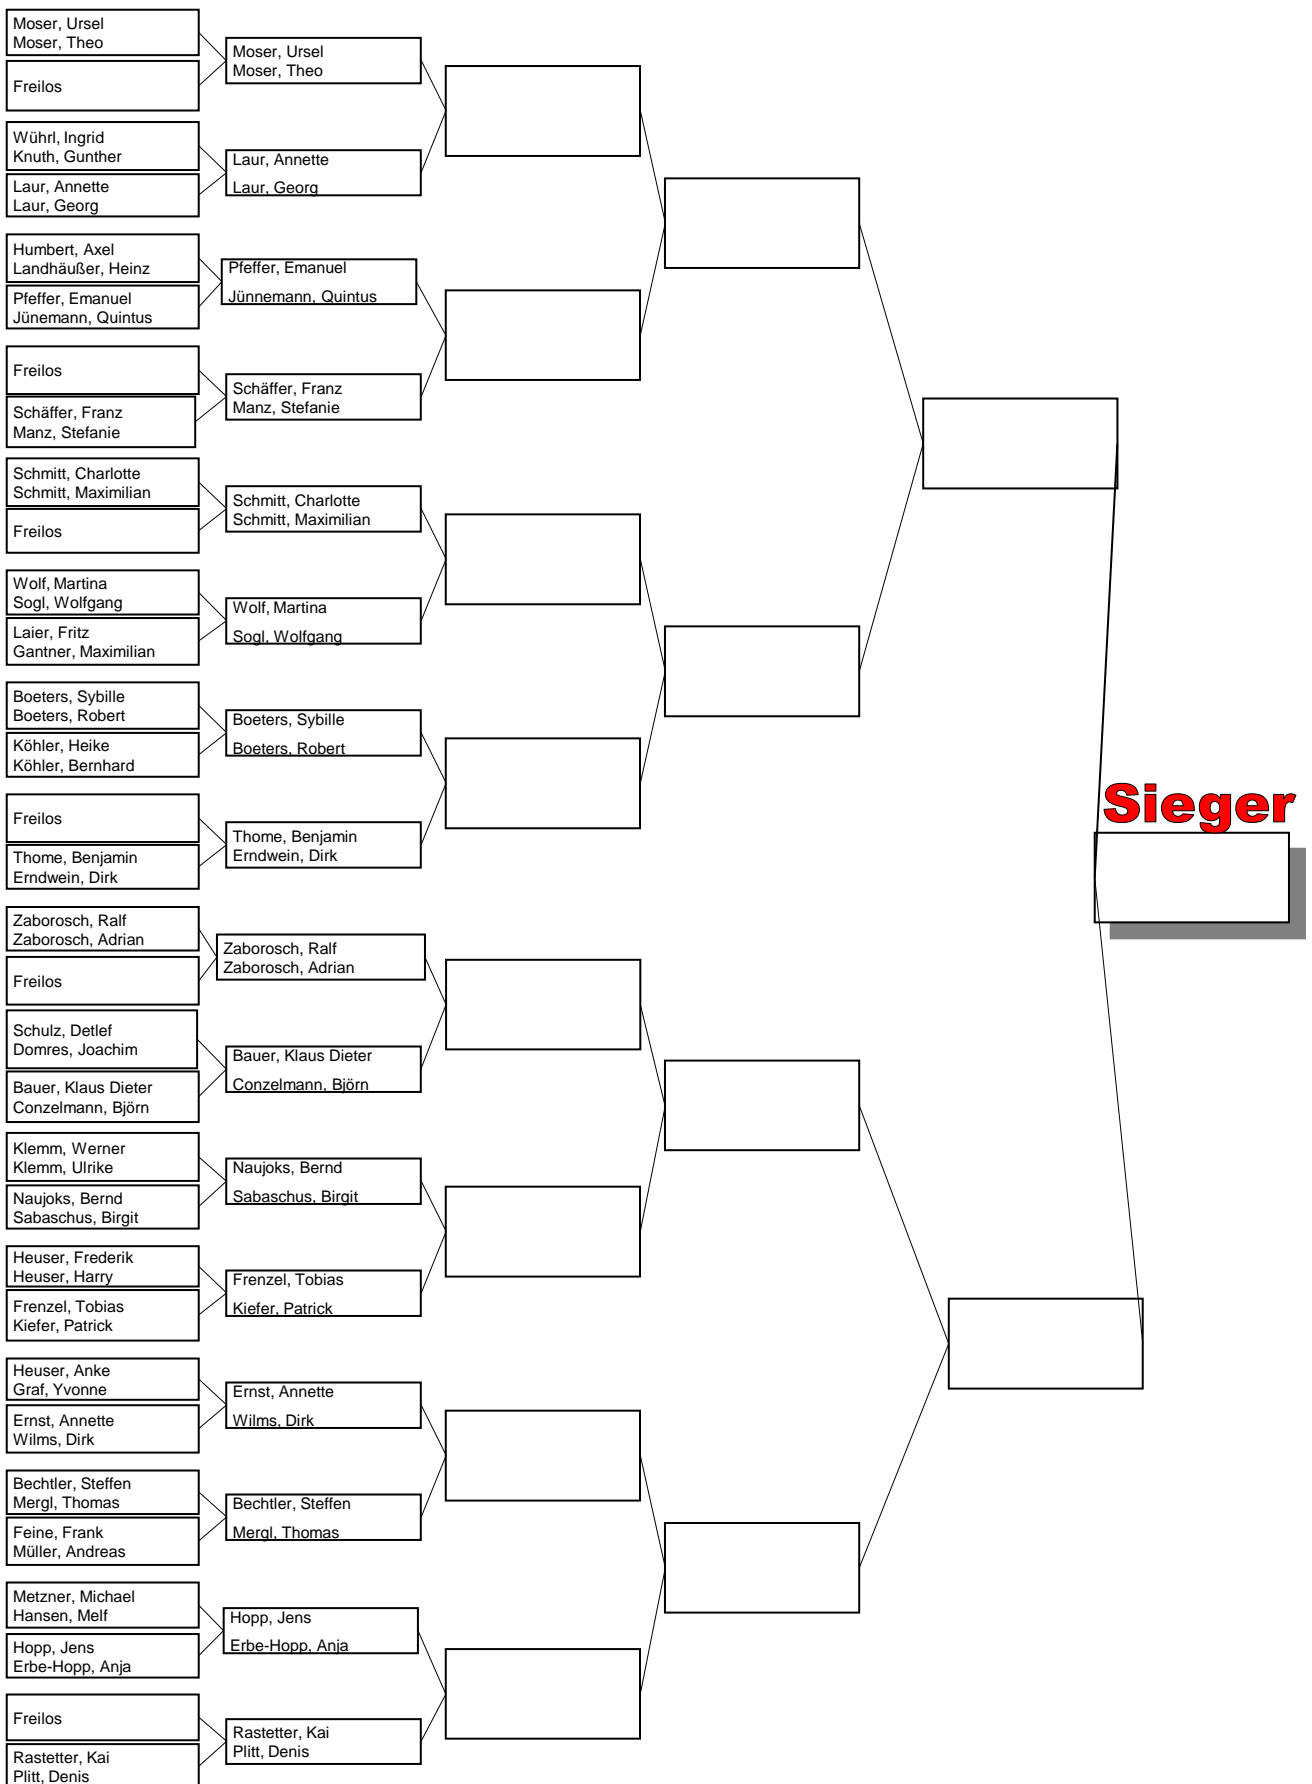 Moser, Ursel
Moser, Theo
Freilos
Wührl, Ingrid
Knuth, Gunther
Laur, Annette
Laur, Georg
Humbert, Axel
Landhäußer, Heinz
Pfeffer, Emanuel
Jünemann, Quintus
Freilos
Schäffer, Franz
Manz, Stefanie
Schmitt, Charlotte
Schmitt, Maximilian
Freilos
Wolf, Martina
Sogl, Wolfgang
Laier, Fritz
Gantner, Maximilian
Boeters, Sybille
Boeters, Robert
Köhler, Heike
Köhler, Bernhard
Freilos
Thome, Benjamin
Erndwein, Dirk
Zaborosch, Ralf
Zaborosch, Adrian
Freilos
Schulz, Detlef
Domres, Joachim
Bauer, Klaus Dieter
Conzelmann, Björn
Klemm, Werner
Klemm, Ulrike
Naujoks, Bernd
Sabaschus, Birgit
Heuser, Frederik
Heuser, Harry
Frenzel, Tobias
Kiefer, Patrick
Heuser, Anke
Graf, Yvonne
Ernst, Annette
Wilms, Dirk
Bechtler, Steffen
Mergl, Thomas
Feine, Frank
Müller, Andreas
Metzner, Michael
Hansen, Melf
Hopp, Jens
Erbe-Hopp, Anja
Freilos
Rastetter, Kai
Plitt, Denis
Moser, Ursel
Moser, Theo
Laur, Annette
Laur, Georg
Pfeffer, Emanuel
Jünnemann, Quintus
Schäffer, Franz
Manz, Stefanie
Schmitt, Charlotte
Schmitt, Maximilian
Wolf, Martina
Sogl, Wolfgang
Boeters, Sybille
Boeters, Robert
Thome, Benjamin
Erndwein, Dirk
Zaborosch, Ralf
Zaborosch, Adrian
Bauer, Klaus Dieter
Conzelmann, Björn
Naujoks, Bernd
Sabaschus, Birgit
Frenzel, Tobias
Kiefer, Patrick
Ernst, Annette
Wilms, Dirk
Bechtler, Steffen
Mergl, Thomas
Hopp, Jens
Erbe-Hopp, Anja
Rastetter, Kai
Plitt, Denis
Sieger